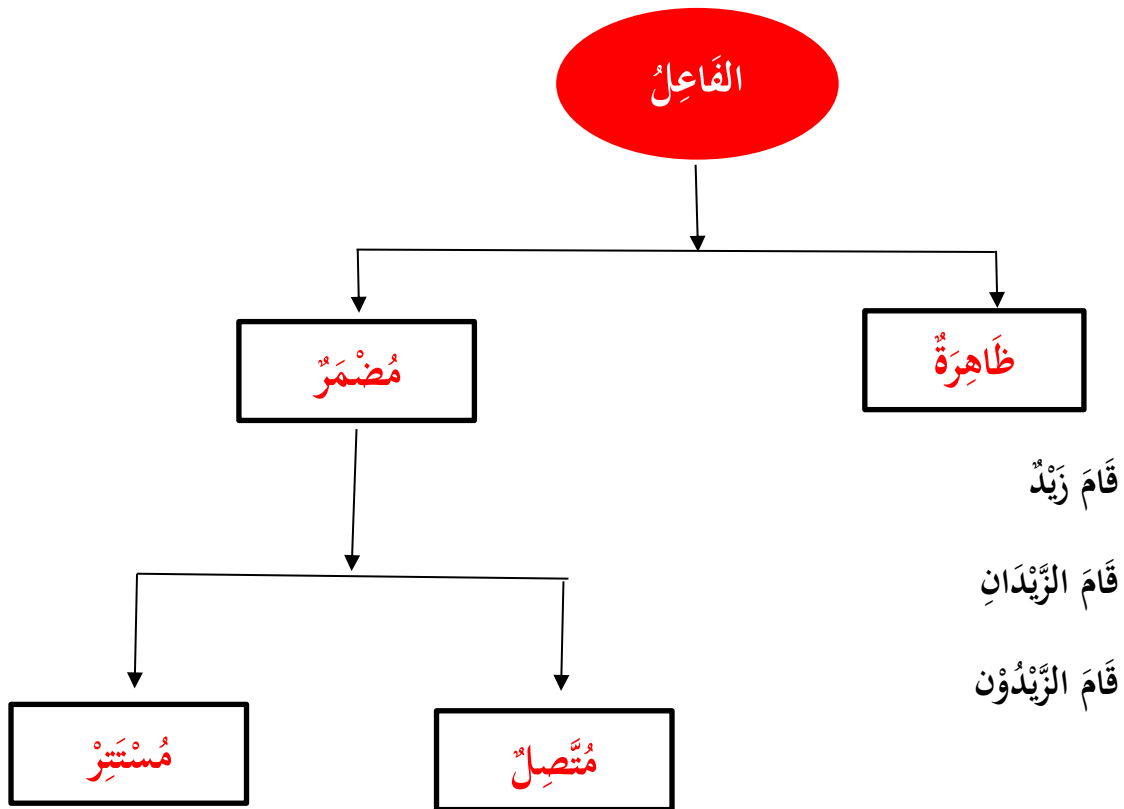 الفَاعِلُ
ظَاهِرَةٌ
مُضْمَرٌ
قَامَ زَيْدٌ
قَامَ الزَّيْدَانِ
قَامَ الزَّيْدُوْن
مُتَّصِلٌ
مُسْتَتِرْ